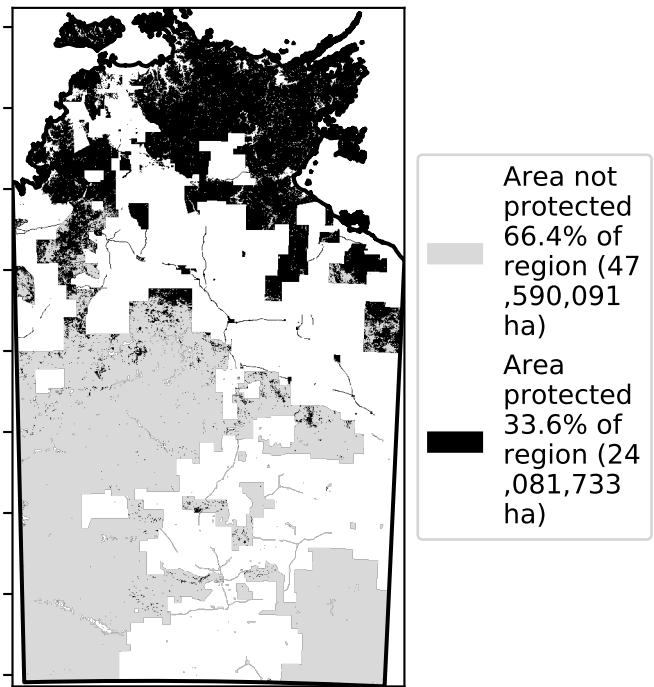 Area not
protected
66.4% of
region (47
,590,091
ha)
Area
protected
33.6% of
region (24
,081,733
ha)